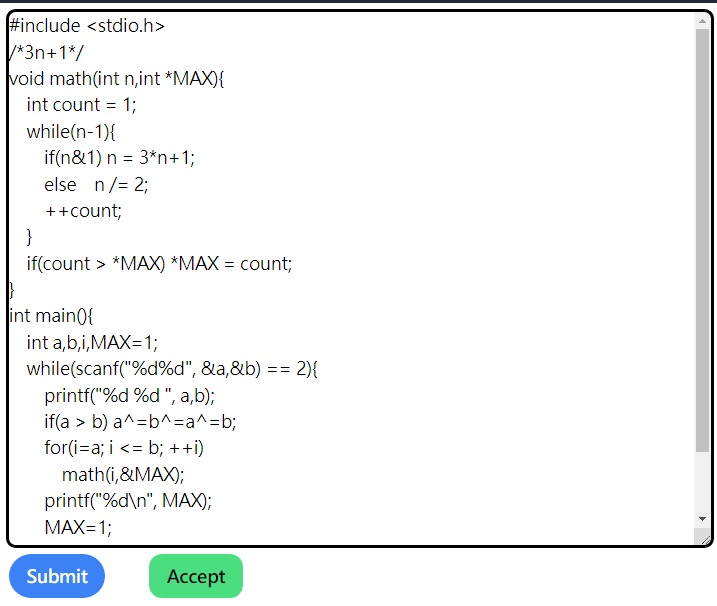 #include <stdio.h>
/*3n+1*/
void math(int n,int *MAX){
    int count = 1;
    while(n-1){
        if(n&1) n = 3*n+1;
        else    n /= 2;
        ++count;
    }
    if(count > *MAX) *MAX = count;
}
int main(){
    int a,b,i,MAX=1;
    while(scanf("%d%d", &a,&b) == 2){
        printf("%d %d ", a,b);
        if(a > b) a^=b^=a^=b;
        for(i=a; i <= b; ++i)
            math(i,&MAX);
        printf("%d\n", MAX);
        MAX=1;
Submit Accept